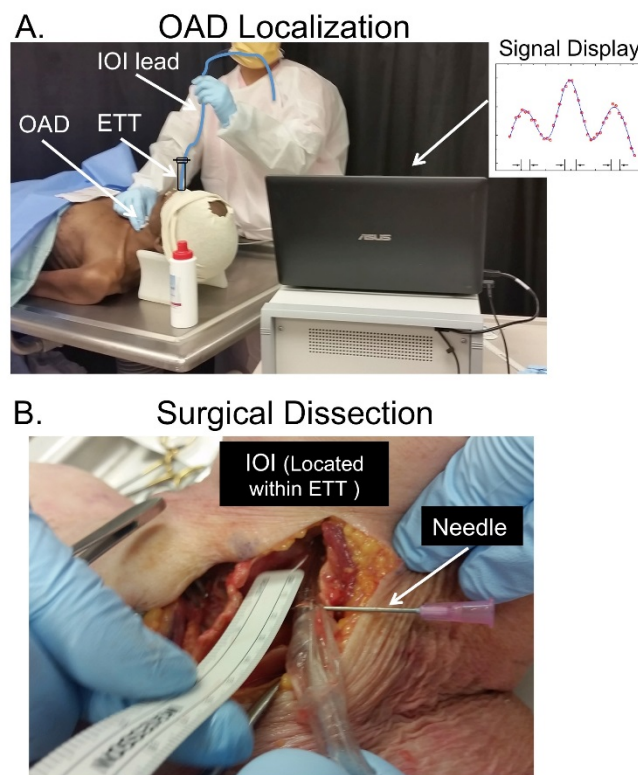 A. OAD Localization
IOI lead
Signal Display
OAD
ETT
ASUS
B. Surgical Dissection
IOI (Located
within ETT )
Needle